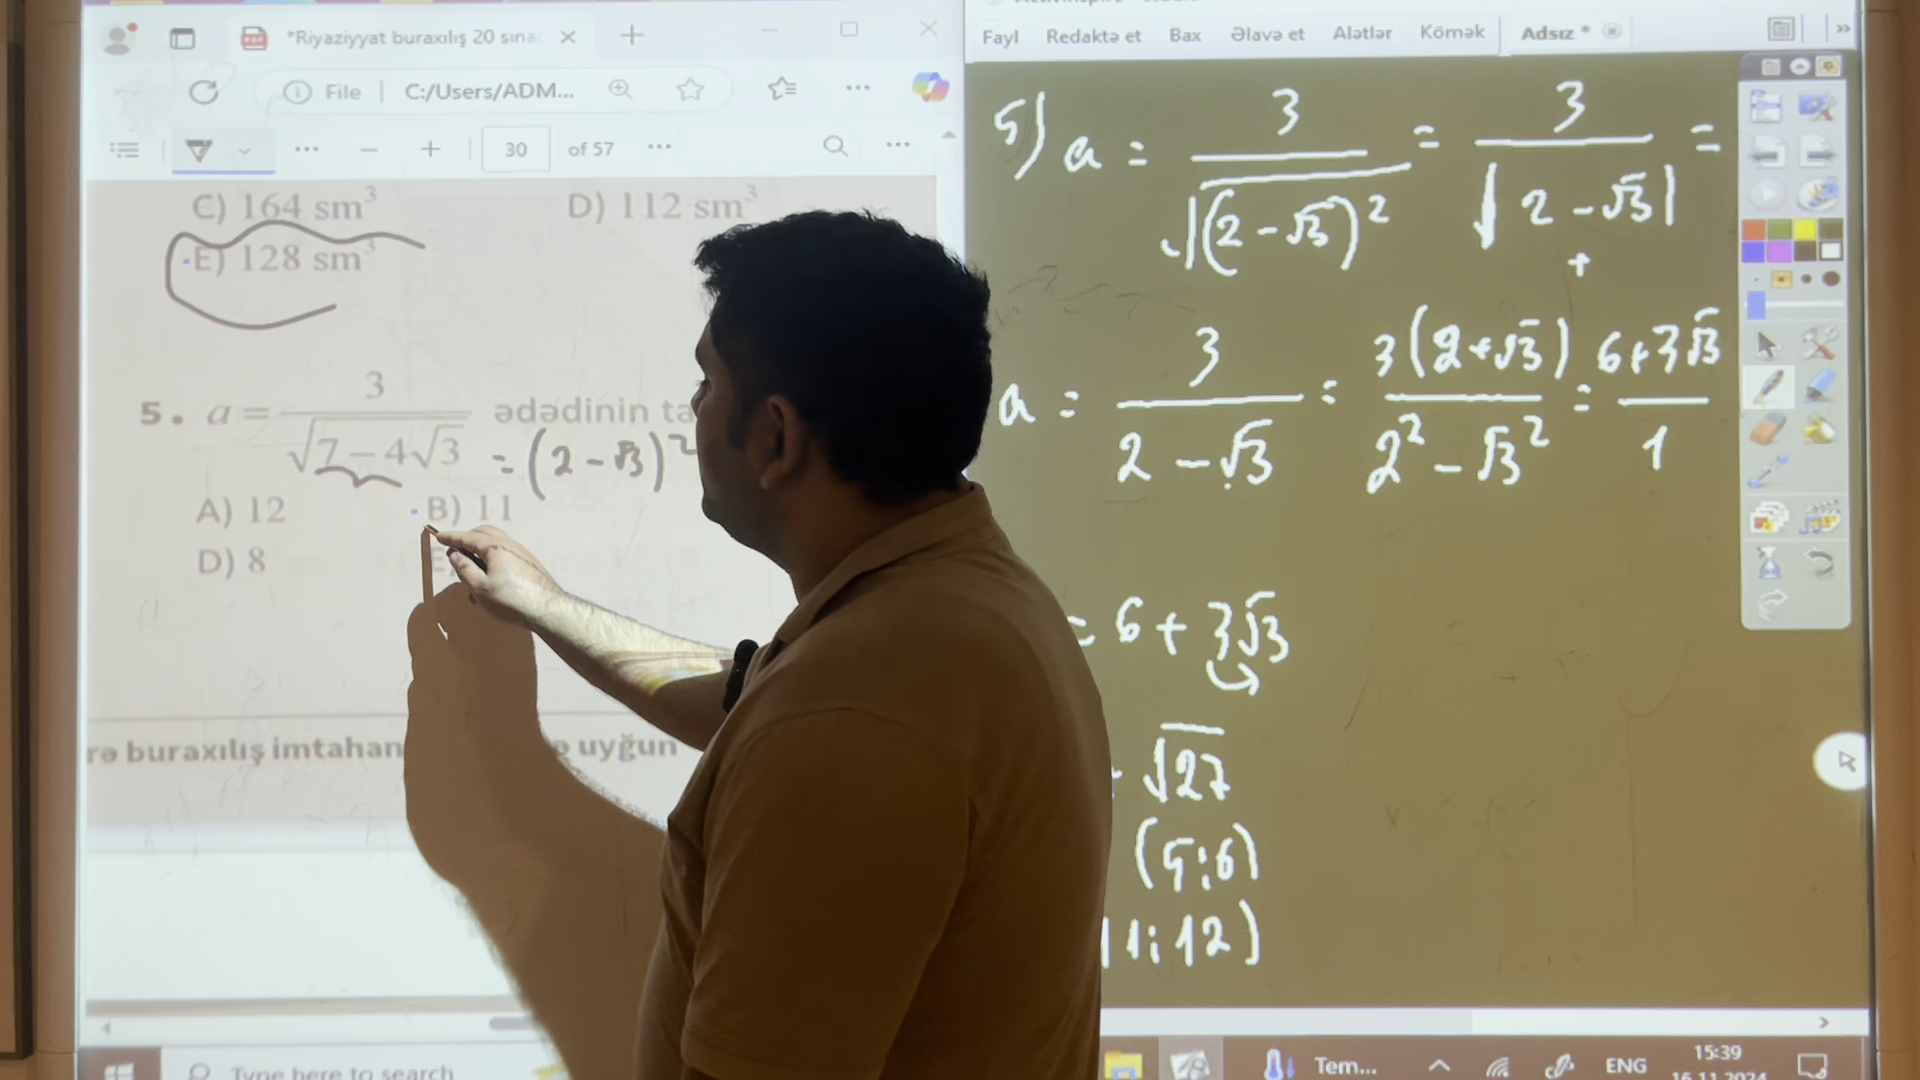 *Riyaziyyat buraxılış 20 sına
File C:/Users/ADM...
30 of 57
C) 164 sm³ D) 112 sm³
E) 128 sm³
5. a = 3 / √(7 – 4√3) ədədinin ta
= (2 - √3)²
A) 12 B) 11
D) 8 E)
rə buraxılış imtahan uyğun
Type here to search
Fayl Redaktə et Bax Əlavə et Alətlər Kömək Adsız *
5) a = 3 / √(2 - √3)² = 3 / √|2 - √3| =
+
a = 3 / (2 - √3) = 3(2+√3) / (2² - √3²) = 6+3√3 / 1
= 6 + 3√3
√27
(5;6)
11;12)
Tem... ENG 15:39
16.11.2024